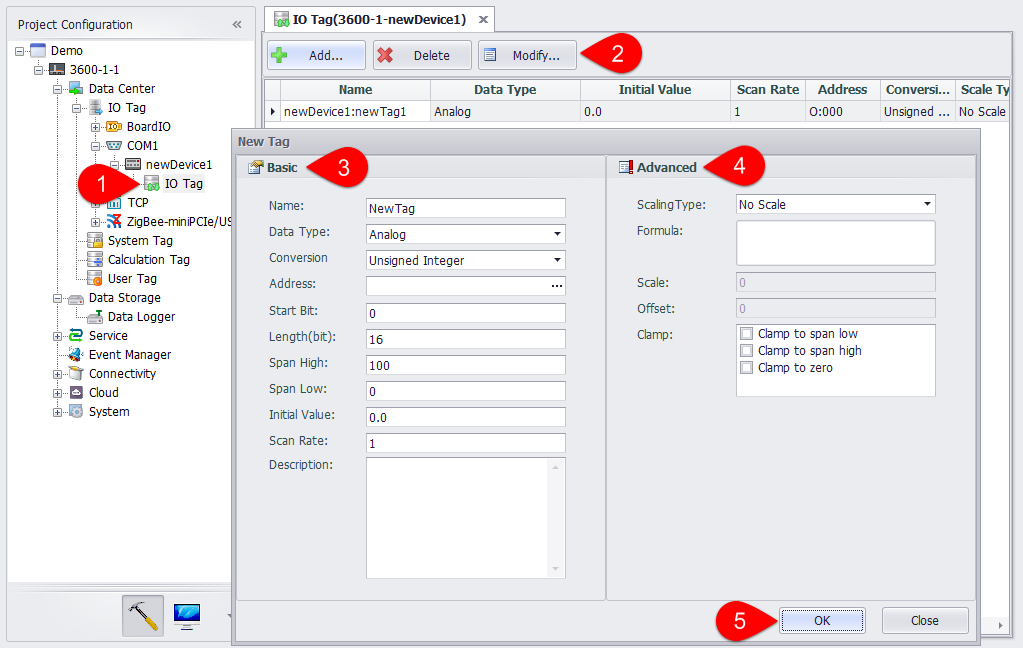 Project Configuration
Demo
3600-1-1
Data Center
IO Tag
BoardIO
COM1
newDevice1
IO Tag
TCP
ZigBee-miniPCIe/US
System Tag
Calculation Tag
User Tag
Data Storage
Data Logger
Service
Event Manager
Connectivity
Cloud
System
1
IO Tag(3600-1-newDevice1)
Add... Delete Modify... 2
Name Data Type Initial Value Scan Rate Address Conversi... Scale Ty
newDevice1:newTag1 Analog 0.0 1 O:000 Unsigned ... No Scale
New Tag
Basic 3
Name: NewTag
Data Type: Analog
Conversion Unsigned Integer
Address: ...
Start Bit: 0
Length(bit): 16
Span High: 100
Span Low: 0
Initial Value: 0.0
Scan Rate: 1
Description:
Advanced 4
ScalingType: No Scale
Formula:
Scale: 0
Offset: 0
Clamp: Clamp to span low
Clamp to span high
Clamp to zero
5 OK Close